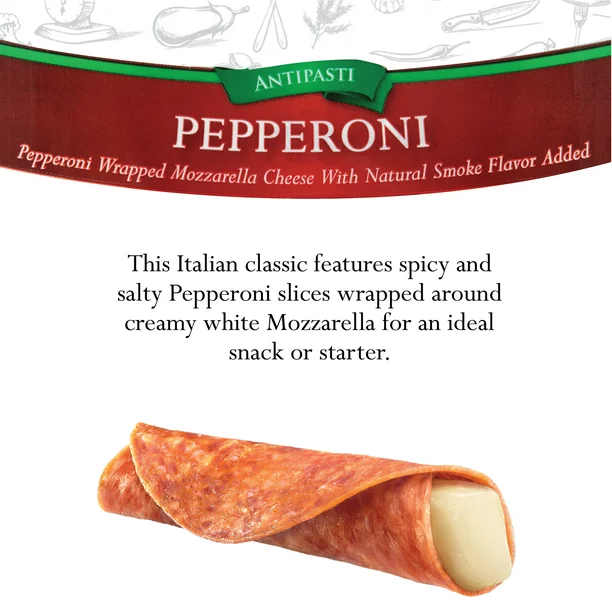 ANTIPASTI
PEPPERONI
Pepperoni Wrapped Mozzarella Cheese With Natural Smoke Flavor Added
This Italian classic features spicy and
salty Pepperoni slices wrapped around
creamy white Mozzarella for an ideal
snack or starter.